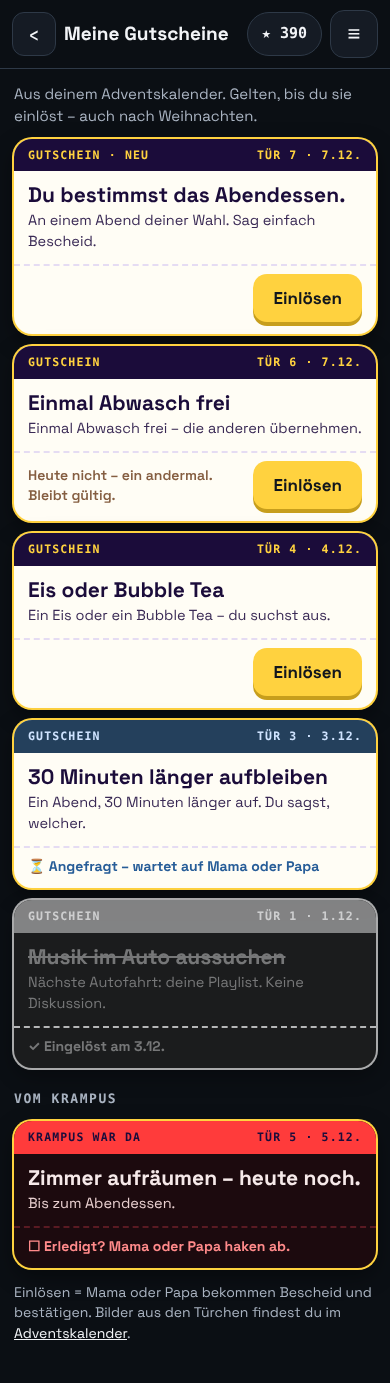 < Meine Gutscheine ★ 390 ≡
Aus deinem Adventskalender. Gelten, bis du sie
einlöst – auch nach Weihnachten.
GUTSCHEIN · NEU TÜR 7 · 7.12.
Du bestimmst das Abendessen.
An einem Abend deiner Wahl. Sag einfach
Bescheid.
Einlösen
GUTSCHEIN TÜR 6 · 7.12.
Einmal Abwasch frei
Einmal Abwasch frei – die anderen übernehmen.
Heute nicht – ein andermal.
Bleibt gültig.
Einlösen
GUTSCHEIN TÜR 4 · 4.12.
Eis oder Bubble Tea
Ein Eis oder ein Bubble Tea – du suchst aus.
Einlösen
GUTSCHEIN TÜR 3 · 3.12.
30 Minuten länger aufbleiben
Ein Abend, 30 Minuten länger auf. Du sagst,
welcher.
⏳ Angefragt – wartet auf Mama oder Papa
GUTSCHEIN TÜR 1 · 1.12.
Musik im Auto aussuchen
Nächste Autofahrt: deine Playlist. Keine
Diskussion.
✓ Eingelöst am 3.12.
VOM KRAMPUS
KRAMPUS WAR DA TÜR 5 · 5.12.
Zimmer aufräumen – heute noch.
Bis zum Abendessen.
☐ Erledigt? Mama oder Papa haken ab.
Einlösen = Mama oder Papa bekommen Bescheid und
bestätigen. Bilder aus den Türchen findest du im
Adventskalender.